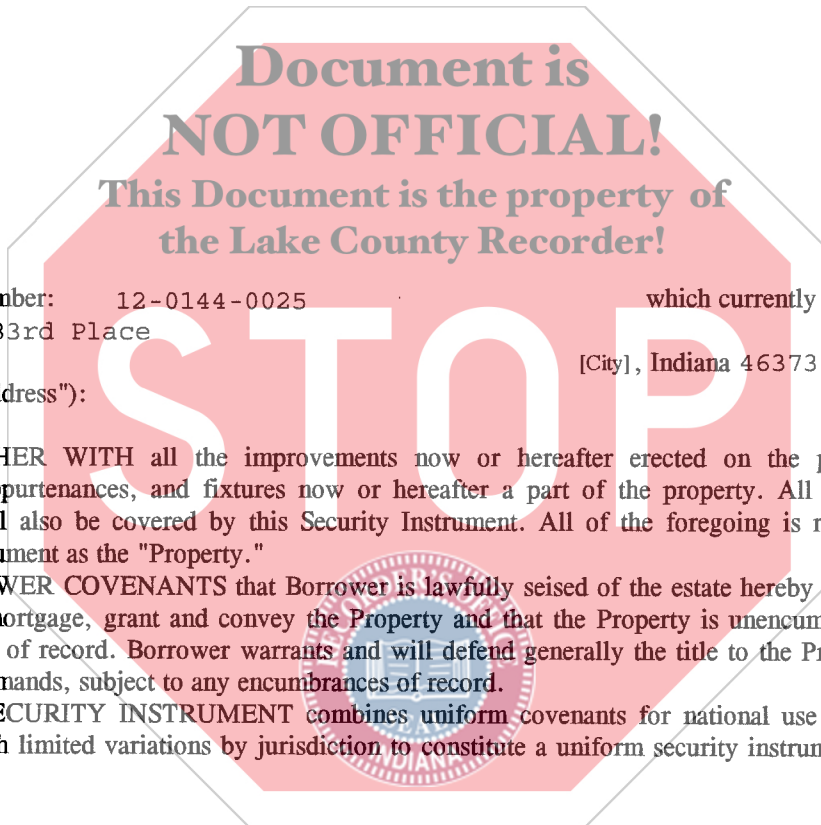 Document is
NOT OFFICIAL!
This Document is the property of
the Lake County Recorder!
nber: 12-0144-0025 which currently
3rd Place
[City], Indiana 46373
dress"):
STOP
HER WITH all the improvements now or hereafter erected on the p
purtenances, and fixtures now or hereafter a part of the property. All
l also be covered by this Security Instrument. All of the foregoing is r
ument as the "Property."
WER COVENANTS that Borrower is lawfully seised of the estate hereby
ortgage, grant and convey the Property and that the Property is unencum
of record. Borrower warrants and will defend generally the title to the Pr
mands, subject to any encumbrances of record.
ECURITY INSTRUMENT combines uniform covenants for national use
h limited variations by jurisdiction to constitute a uniform security instrum
RECORDER'S OFFICE
SEAL
INDIANA